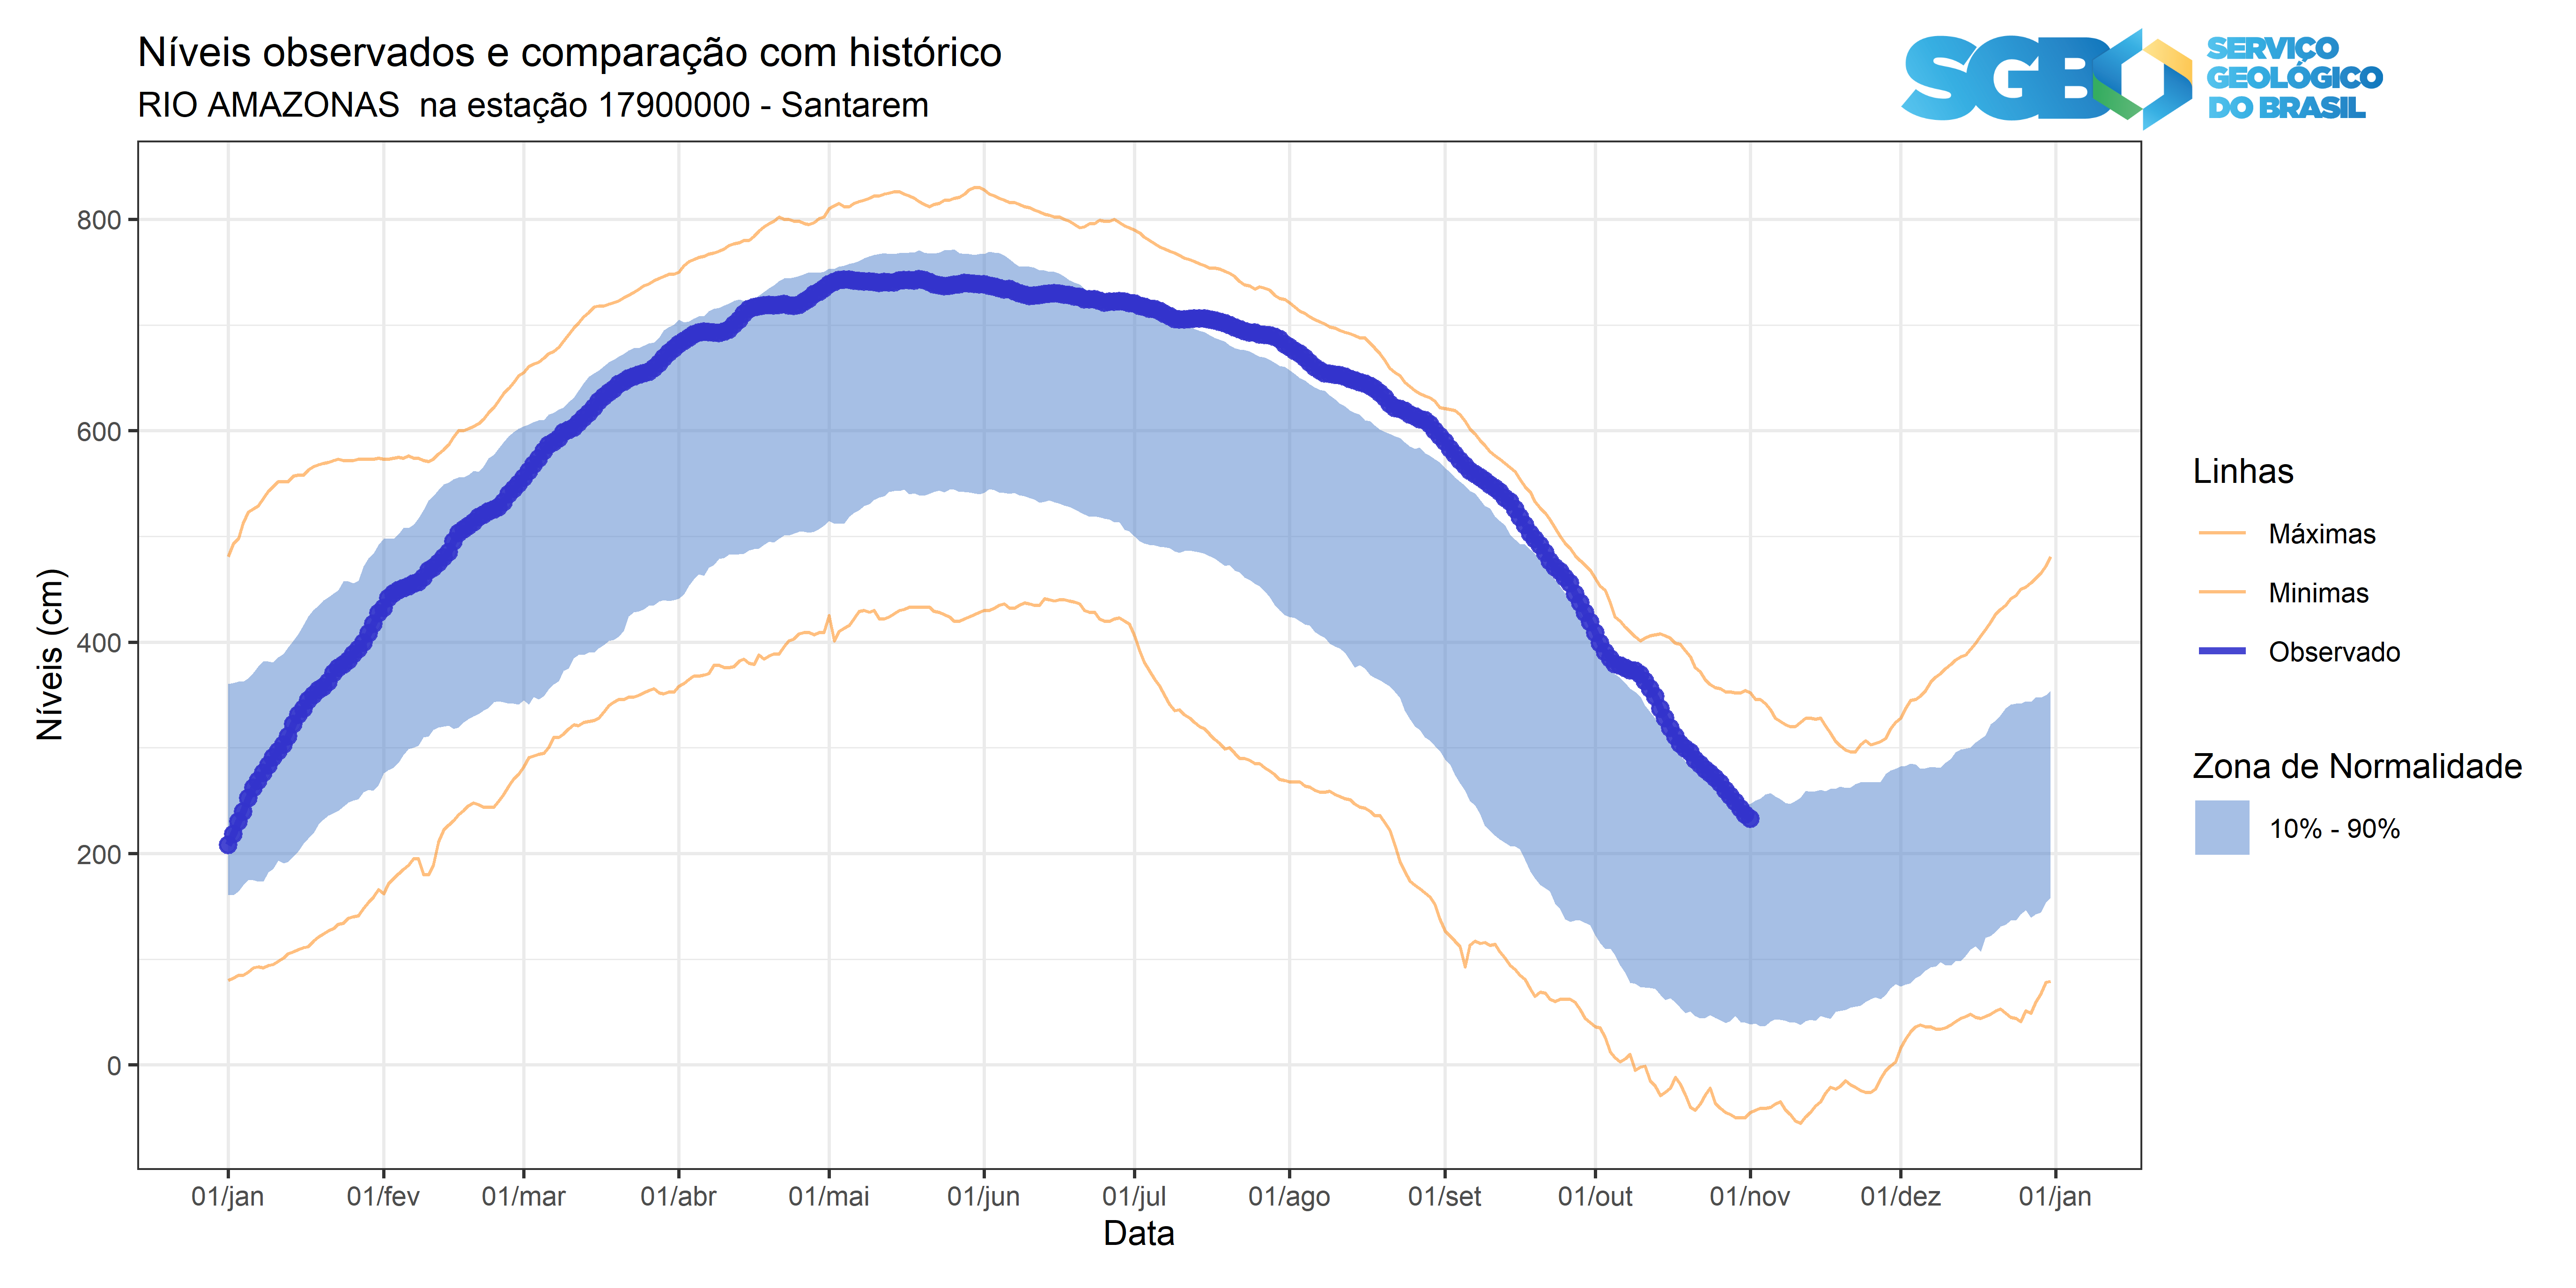 Níveis observados e comparação com histórico
RIO AMAZONAS  na estação 17900000 - Santarem
SGB
SERVIÇO
GEOLÓGICO
DO BRASIL
Níveis (cm)
800
600
400
200
0
01/jan
01/fev
01/mar
01/abr
01/mai
01/jun
01/jul
01/ago
01/set
01/out
01/nov
01/dez
01/jan
Data
Linhas
Máximas
Minimas
Observado
Zona de Normalidade
10% - 90%